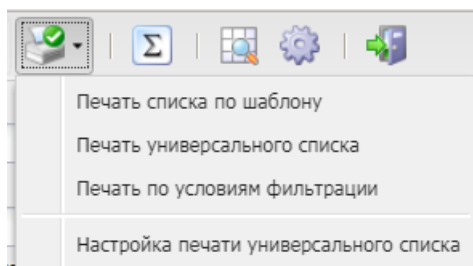 Σ
Печать списка по шаблону
Печать универсального списка
Печать по условиям фильтрации
Настройка печати универсального списка